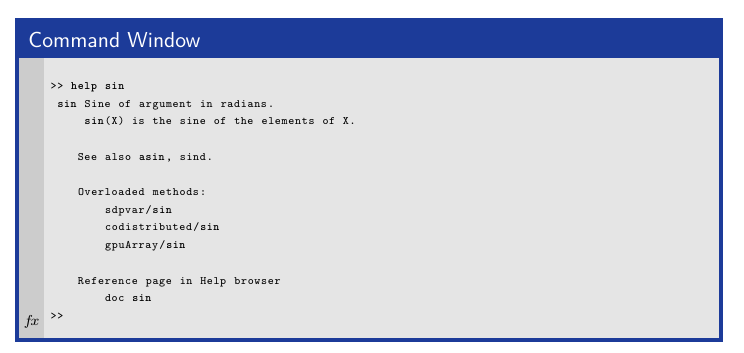 Command Window
>> help sin
sin Sine of argument in radians.
sin(X) is the sine of the elements of X.
See also asin, sind.
Overloaded methods:
sdpvar/sin
codistributed/sin
gpuArray/sin
Reference page in Help browser
doc sin
fx >>